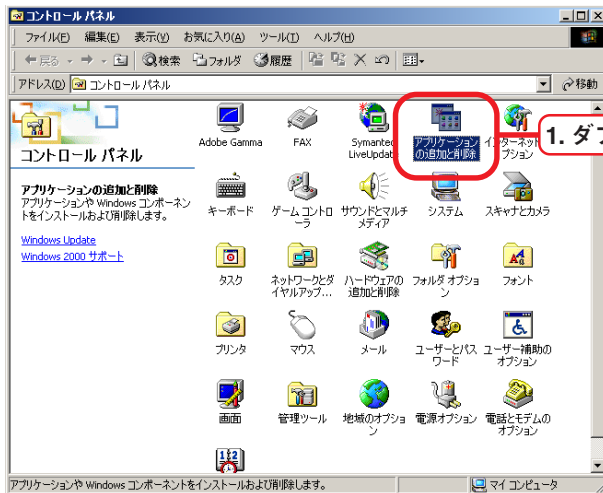 コントロール パネル
ファイル(F) 編集(E) 表示(V) お気に入り(A) ツール(T) ヘルプ(H)
戻る 検索 フォルダ 履歴
アドレス(D) コントロール パネル 移動
コントロール パネル
アプリケーションの追加と削除
アプリケーションや Windows コンポーネン
トをインストールおよび削除します。
Windows Update
Windows 2000 サポート
Adobe Gamma
FAX
Symantec
LiveUpdate
アプリケーション
の追加と削除
1. ダブ
インターネット
プション
キーボード
ゲーム コントロ
ーラ
サウンドとマルチ
メディア
システム
スキャナとカメラ
タスク
ネットワークとダ
イヤルアップ...
ハードウェアの
追加と削除
フォルダ オプショ
ン
フォント
プリンタ
マウス
メール
ユーザーとパス
ワード
ユーザー補助の
オプション
画面
管理ツール
地域のオプショ
ン
電源オプション
電話とモデムの
オプション
アプリケーションや Windows コンポーネントをインストールおよび削除します。 マイ コンピュータ